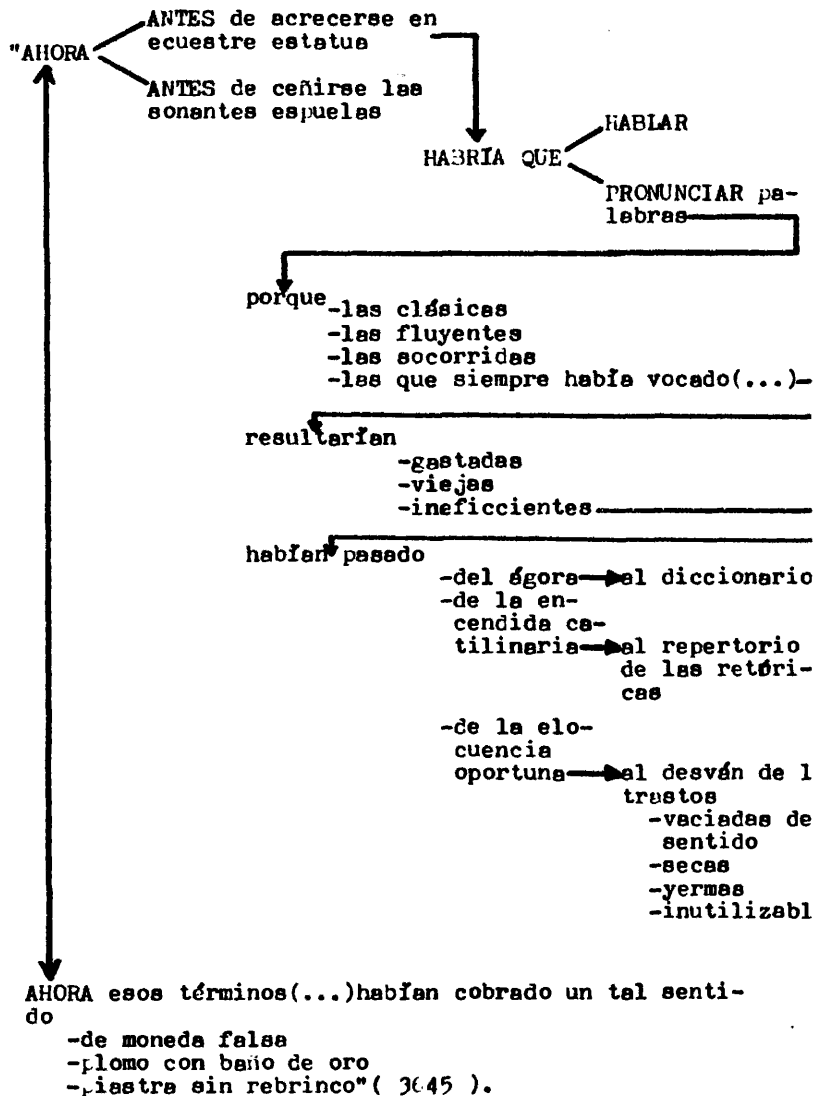 ANTES de acrecerse en
ecuestre estatua
"AHORA
ANTES de ceñirse las
sonantes espuelas
HABLAR
HABRÍA QUE
PRONUNCIAR pa-
labras
porque
-las clásicas
-las fluyentes
-las socorridas
-las que siempre había vocado(...)-
resultarían
-gastadas
-viejas
-ineficcientes
habían pasado
-del ágora al diccionario
-de la en-
cendida ca-
tilinaria al repertorio
de las retóri-
cas
-de la elo-
cuencia
oportuna al desván de l
trastos
-vaciadas de
sentido
-secas
-yermas
-inutilizabl
AHORA esos términos(...)habían cobrado un tal senti-
do
-de moneda falsa
-plomo con baño de oro
-piastra sin rebrinco"( 3645 ).